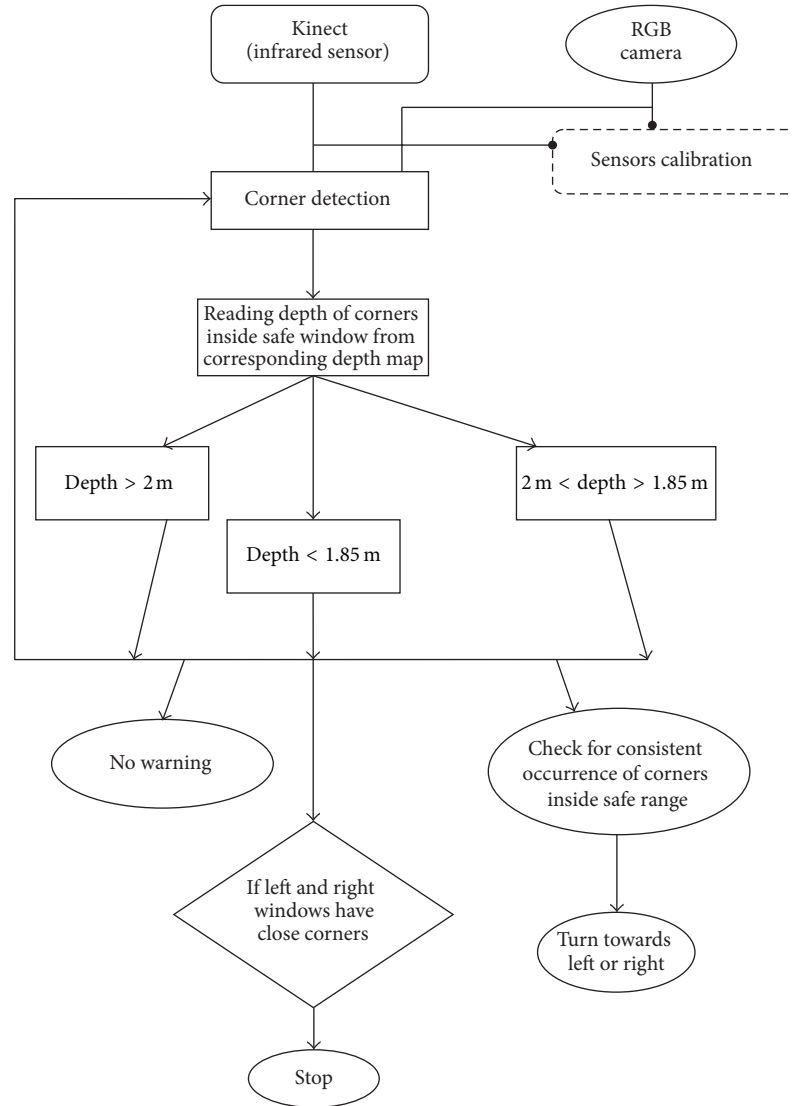 Kinect
(infrared sensor)
RGB
camera
Sensors calibration
Corner detection
Reading depth of corners
inside safe window from
corresponding depth map
Depth > 2 m
Depth < 1.85 m
2 m < depth > 1.85 m
No warning
Check for consistent
occurrence of corners
inside safe range
If left and right
windows have
close corners
Turn towards
left or right
Stop